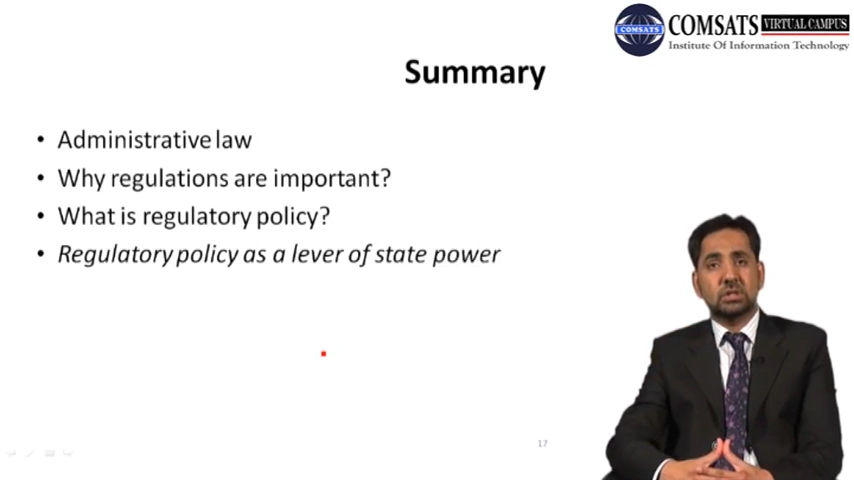 COMSATS
COMSATS VIRTUAL CAMPUS
Institute Of Information Technology
Summary
• Administrative law
• Why regulations are important?
• What is regulatory policy?
• Regulatory policy as a lever of state power
17